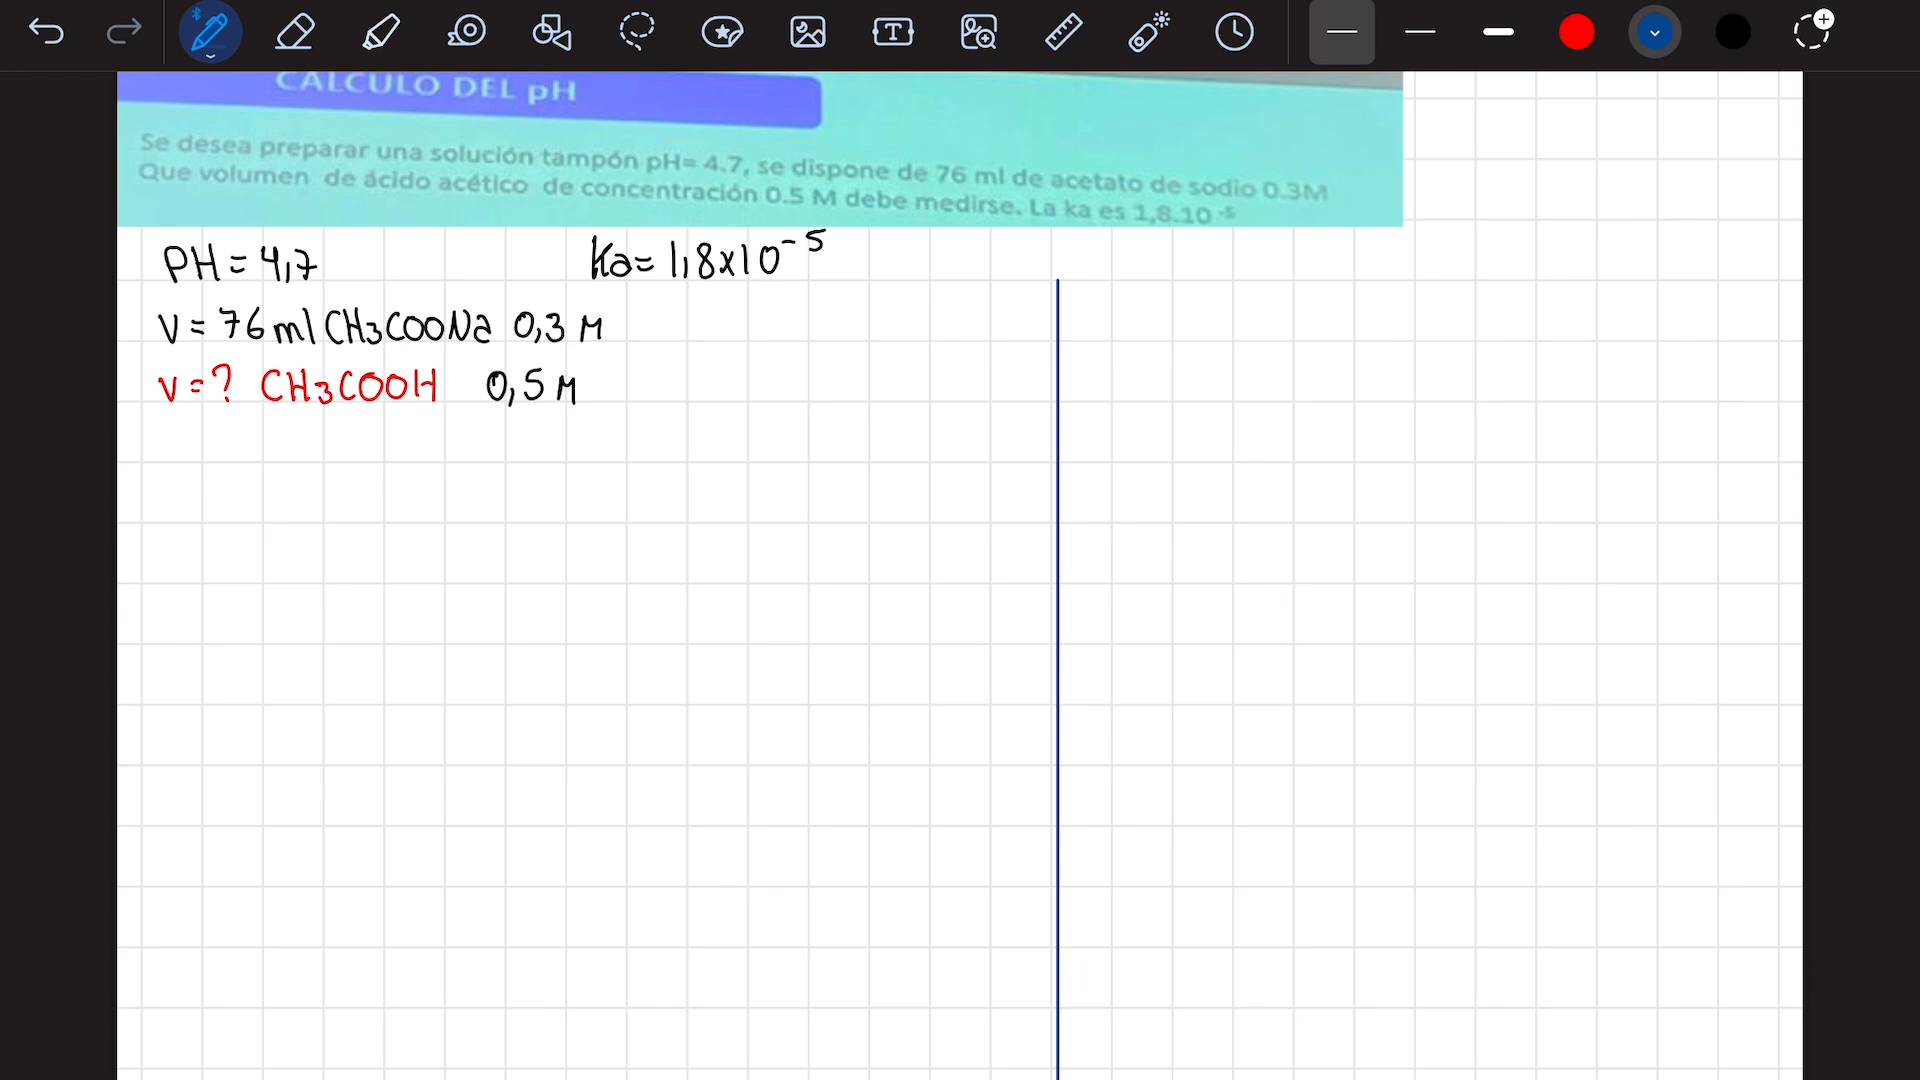 CALCULO DEL pH
Se desea preparar una solución tampón pH= 4.7, se dispone de 76 ml de acetato de sodio 0.3M
Que volumen de ácido acético de concentración 0.5 M debe medirse. La ka es 1,8.10⁻⁵
PH = 4,7
Ka = 1,8x10⁻⁵
V = 76 ml CH3COONa 0,3 M
V = ? CH3COOH 0,5 M